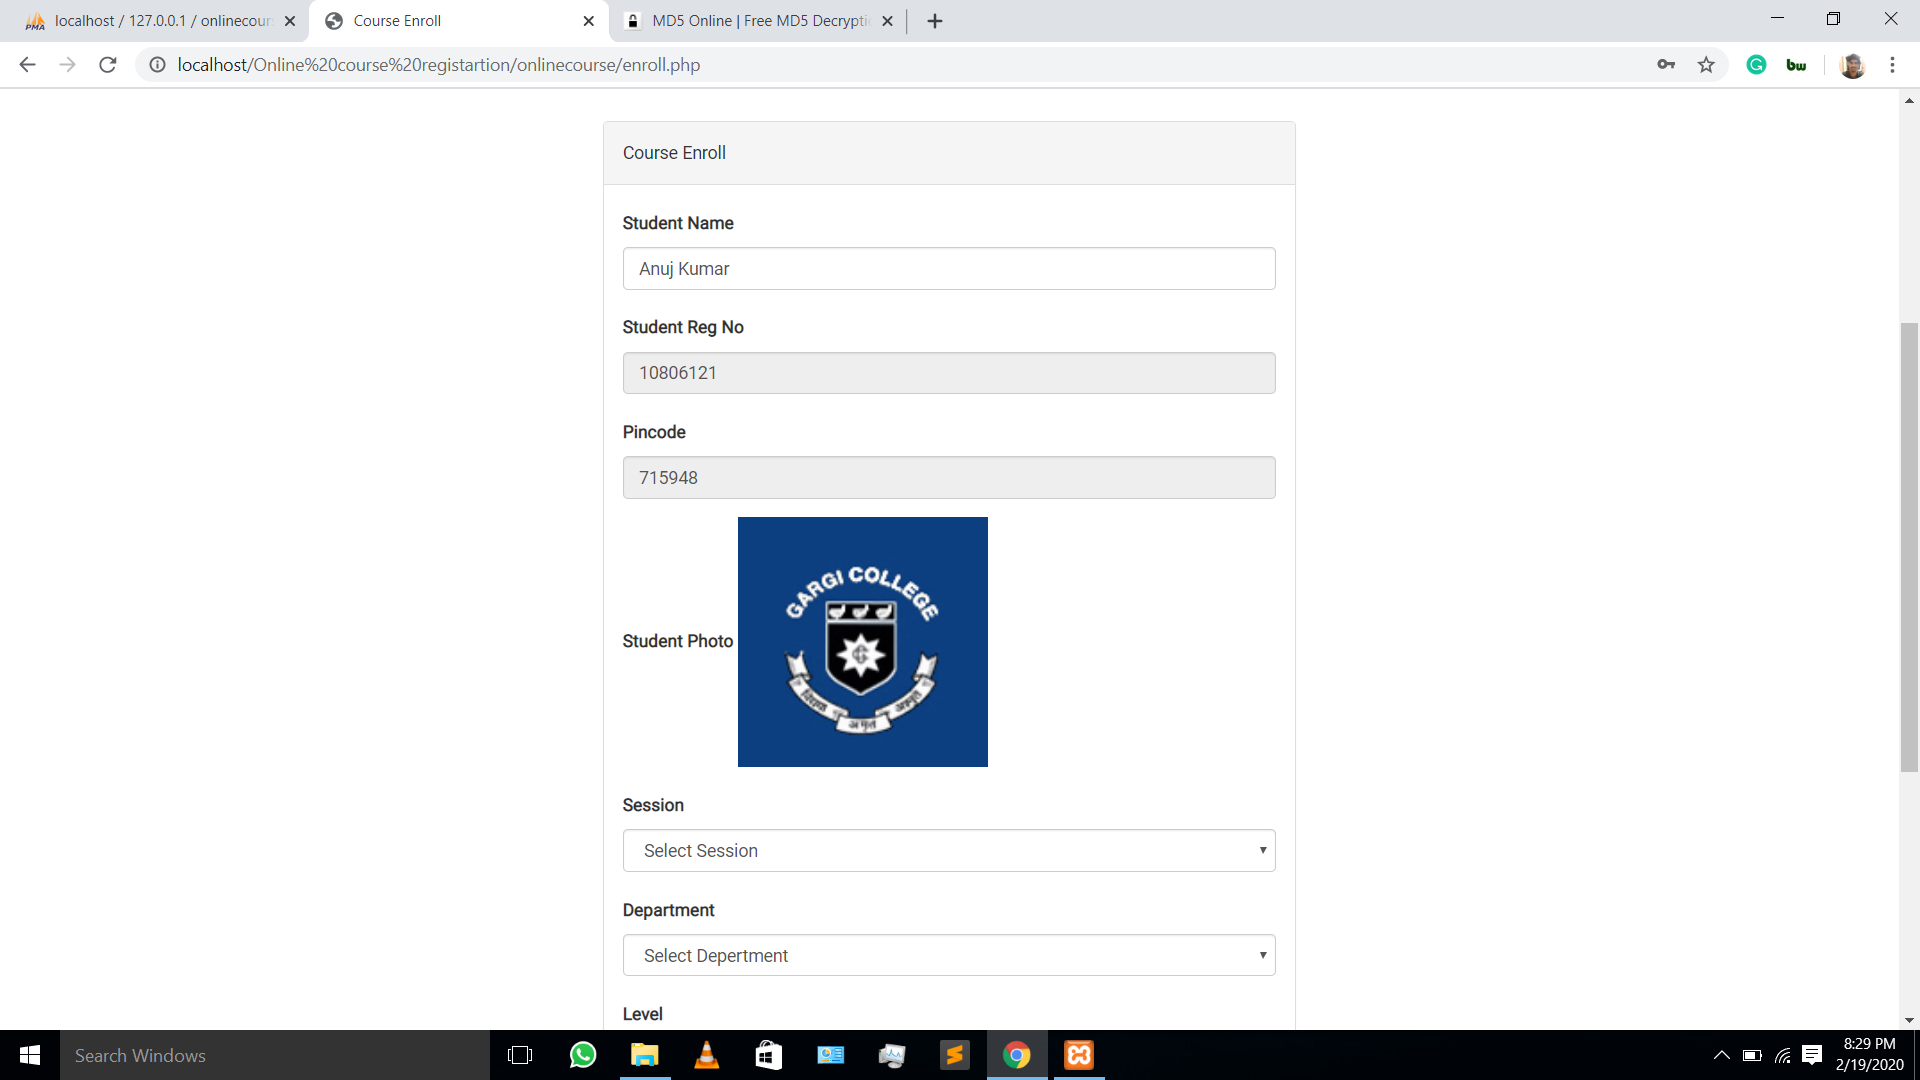 localhost / 127.0.0.1 / onlinecour
Course Enroll
MD5 Online | Free MD5 Decrypti
localhost/Online%20course%20registartion/onlinecourse/enroll.php
Course Enroll
Student Name
Anuj Kumar
Student Reg No
10806121
Pincode
715948
GARGI COLLEGE
Student Photo
Session
Select Session
Department
Select Depertment
Level
Search Windows
8:29 PM
2/19/2020